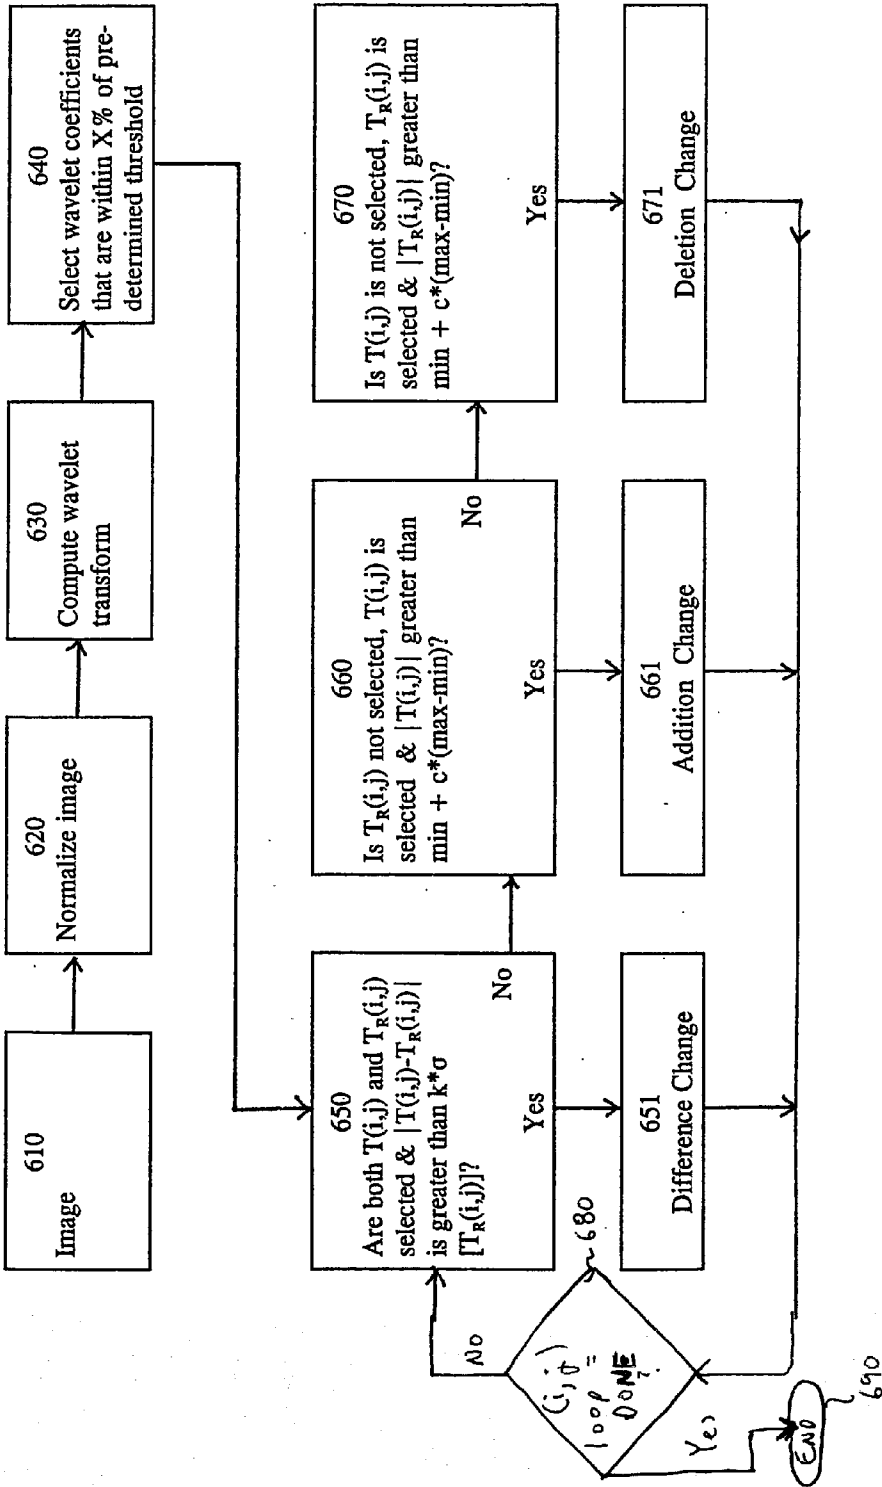 610
Image
620
Normalize image
630
Compute wavelet
transform
640
Select wavelet coefficients
that are within X% of pre-
determined threshold
650
Are both T(i,j) and T_R(i,j)
selected & |T(i,j)-T_R(i,j)|
is greater than k*σ
[T_R(i,j)]?
No
Yes
660
Is T_R(i,j) not selected, T(i,j) is
selected & |T(i,j)| greater than
min + c*(max-min)?
No
Yes
670
Is T(i,j) is not selected, T_R(i,j) is
selected & |T_R(i,j)| greater than
min + c*(max-min)?
Yes
651
Difference Change
661
Addition Change
671
Deletion Change
680
(i,j)
loop =
DONE
?
No
Yes
END
690